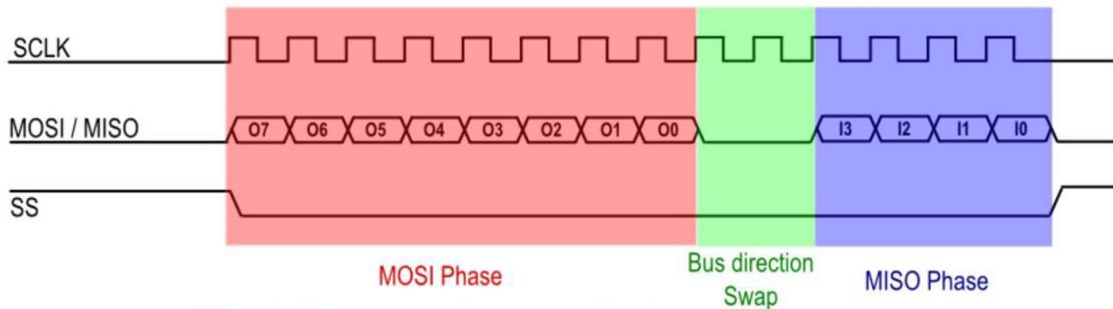 SCLK
MOSI / MISO
O7 O6 O5 O4 O3 O2 O1 O0 I3 I2 I1 I0
SS
MOSI Phase
Bus direction
Swap
MISO Phase